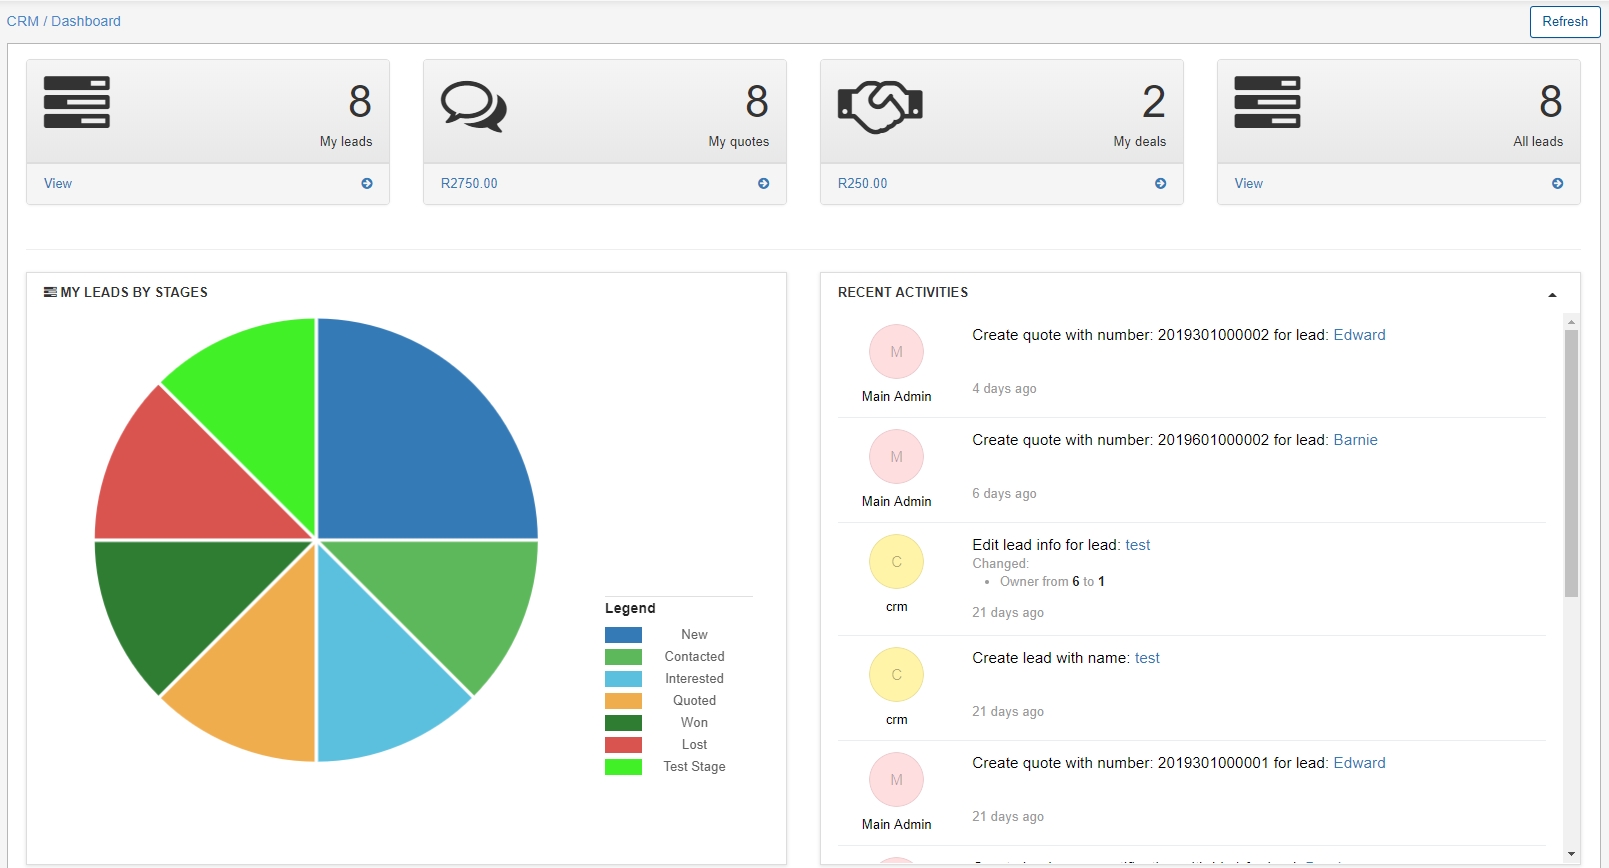 CRM / Dashboard
Refresh
8
My leads
View
8
My quotes
R2750.00
2
My deals
R250.00
8
All leads
View
MY LEADS BY STAGES
Legend
New
Contacted
Interested
Quoted
Won
Lost
Test Stage
RECENT ACTIVITIES
M
Main Admin
Create quote with number: 2019301000002 for lead: Edward
4 days ago
M
Main Admin
Create quote with number: 2019601000002 for lead: Barnie
6 days ago
C
crm
Edit lead info for lead: test
Changed:
• Owner from 6 to 1
21 days ago
C
crm
Create lead with name: test
21 days ago
M
Main Admin
Create quote with number: 2019301000001 for lead: Edward
21 days ago